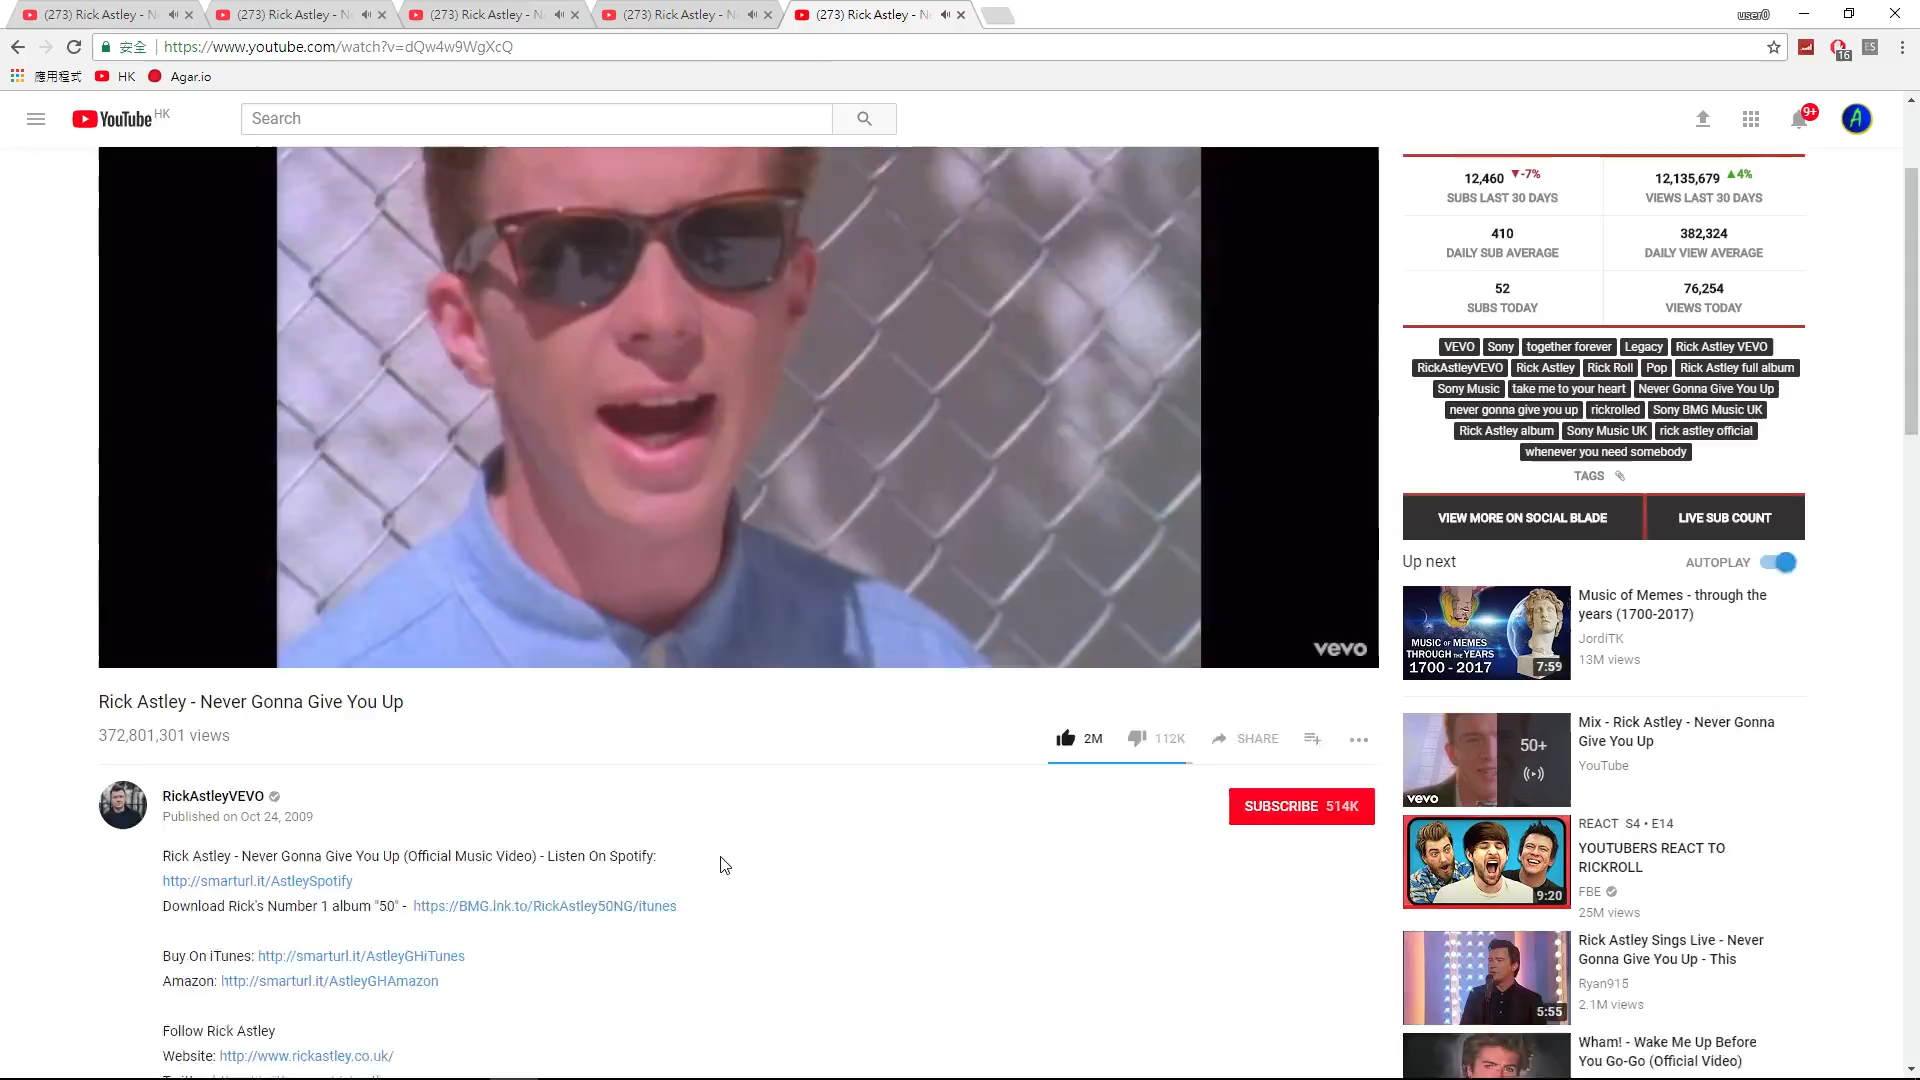 (273) Rick Astley - N
(273) Rick Astley - N
(273) Rick Astley - N
(273) Rick Astley - N
(273) Rick Astley - N
user0
安全
https://www.youtube.com/watch?v=dQw4w9WgXcQ
16
ES
應用程式
HK
Agar.io
YouTube HK
Search
9+
A
12,460 ▼-7%
SUBS LAST 30 DAYS
12,135,679 ▲4%
VIEWS LAST 30 DAYS
410
DAILY SUB AVERAGE
382,324
DAILY VIEW AVERAGE
52
SUBS TODAY
76,254
VIEWS TODAY
VEVO Sony together forever Legacy Rick Astley VEVO
RickAstleyVEVO Rick Astley Rick Roll Pop Rick Astley full album
Sony Music take me to your heart Never Gonna Give You Up
never gonna give you up rickrolled Sony BMG Music UK
Rick Astley album Sony Music UK rick astley official
whenever you need somebody
TAGS
VIEW MORE ON SOCIAL BLADE
LIVE SUB COUNT
vevo
Rick Astley - Never Gonna Give You Up
372,801,301 views
2M
112K
SHARE
RickAstleyVEVO
Published on Oct 24, 2009
SUBSCRIBE 514K
Rick Astley - Never Gonna Give You Up (Official Music Video) - Listen On Spotify:
http://smarturl.it/AstleySpotify
Download Rick's Number 1 album "50" - https://BMG.lnk.to/RickAstley50NG/itunes
Buy On iTunes: http://smarturl.it/AstleyGHiTunes
Amazon: http://smarturl.it/AstleyGHAmazon
Follow Rick Astley
Website: http://www.rickastley.co.uk/
Up next
AUTOPLAY
MUSIC OF MEMES
THROUGH THE YEARS
1700 - 2017
7:59
Music of Memes - through the
years (1700-2017)
JordiTK
13M views
50+
vevo
Mix - Rick Astley - Never Gonna
Give You Up
YouTube
9:20
REACT S4 • E14
YOUTUBERS REACT TO
RICKROLL
FBE
25M views
5:55
Rick Astley Sings Live - Never
Gonna Give You Up - This
Ryan915
2.1M views
Wham! - Wake Me Up Before
You Go-Go (Official Video)